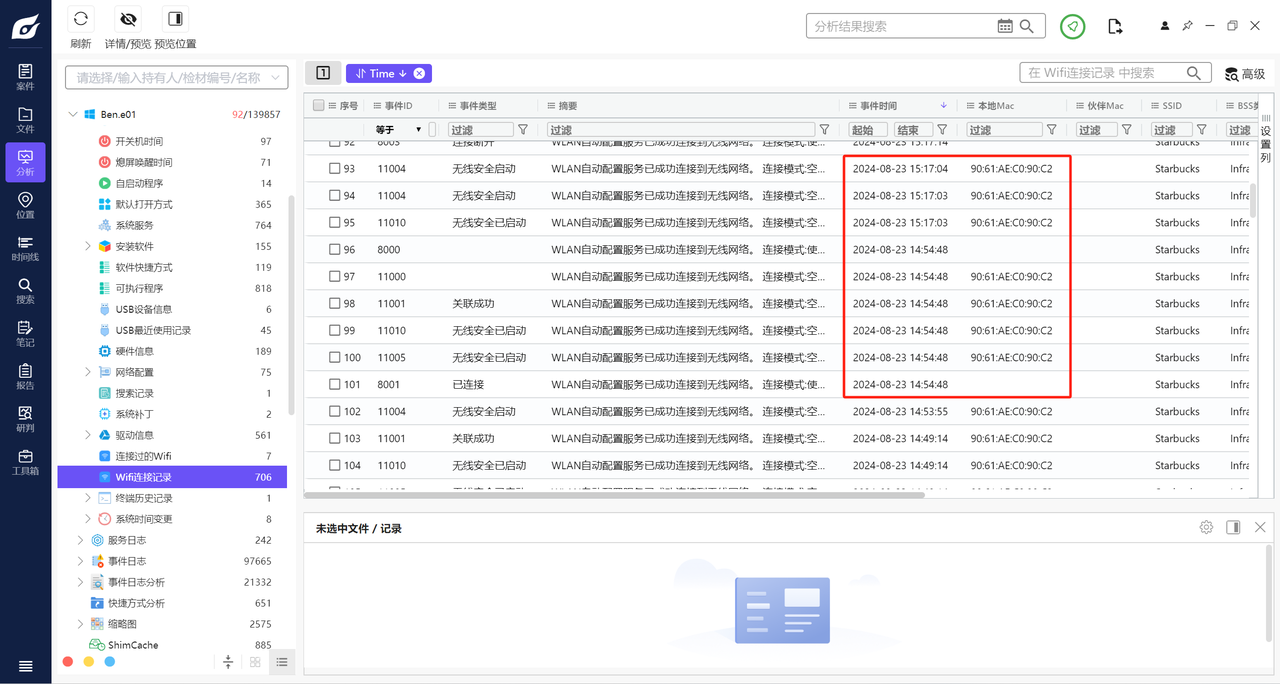 刷新 详情/预览 预览位置
分析结果搜索
案件
文件
分析
位置
时间线
搜索
笔记
报告
研判
工具箱
请选择/输入持有人/检材编号/名称
Ben.e01 92/139857
开关机时间 97
熄屏唤醒时间 71
自启动程序 14
默认打开方式 365
系统服务 764
安装软件 155
软件快捷方式 119
可执行程序 818
USB设备信息 6
USB最近使用记录 45
硬件信息 189
网络配置 75
搜索记录 1
系统补丁 2
驱动信息 561
连接过的Wifi 7
Wifi连接记录 706
终端历史记录 1
系统时间变更 8
服务日志 242
事件日志 97665
事件日志分析 21332
快捷方式分析 651
缩略图 2575
ShimCache 885
1 Time
在 Wifi连接记录 中搜索
高级
序号 事件ID 事件类型 摘要 事件时间 本地Mac 伙伴Mac SSID
等于 过滤 过滤 起始 结束 过滤 过滤 过滤 过滤
设置列
92 8003 连接断开 WLAN自动配置服务已成功连接到无线网络。 连接模式:使... 2024-08-23 15:17:14 Starbucks Infra
93 11004 无线安全启动 WLAN自动配置服务已成功连接到无线网络。 连接模式:空... 2024-08-23 15:17:04 90:61:AE:C0:90:C2 Starbucks Infra
94 11004 无线安全启动 WLAN自动配置服务已成功连接到无线网络。 连接模式:空... 2024-08-23 15:17:03 90:61:AE:C0:90:C2 Starbucks Infra
95 11010 无线安全已启动 WLAN自动配置服务已成功连接到无线网络。 连接模式:空... 2024-08-23 15:17:03 90:61:AE:C0:90:C2 Starbucks Infra
96 8000 WLAN自动配置服务已成功连接到无线网络。 连接模式:使... 2024-08-23 14:54:48 Starbucks Infra
97 11000 WLAN自动配置服务已成功连接到无线网络。 连接模式:空... 2024-08-23 14:54:48 90:61:AE:C0:90:C2 Starbucks Infra
98 11001 关联成功 WLAN自动配置服务已成功连接到无线网络。 连接模式:空... 2024-08-23 14:54:48 90:61:AE:C0:90:C2 Starbucks Infra
99 11010 无线安全已启动 WLAN自动配置服务已成功连接到无线网络。 连接模式:空... 2024-08-23 14:54:48 90:61:AE:C0:90:C2 Starbucks Infra
100 11005 无线安全已启动 WLAN自动配置服务已成功连接到无线网络。 连接模式:空... 2024-08-23 14:54:48 90:61:AE:C0:90:C2 Starbucks Infra
101 8001 已连接 WLAN自动配置服务已成功连接到无线网络。 连接模式:使... 2024-08-23 14:54:48 Starbucks Infra
102 11004 无线安全启动 WLAN自动配置服务已成功连接到无线网络。 连接模式:空... 2024-08-23 14:53:55 90:61:AE:C0:90:C2 Starbucks Infra
103 11001 关联成功 WLAN自动配置服务已成功连接到无线网络。 连接模式:空... 2024-08-23 14:49:14 90:61:AE:C0:90:C2 Starbucks Infra
104 11010 无线安全已启动 WLAN自动配置服务已成功连接到无线网络。 连接模式:空... 2024-08-23 14:49:14 90:61:AE:C0:90:C2 Starbucks Infra
未选中文件 / 记录